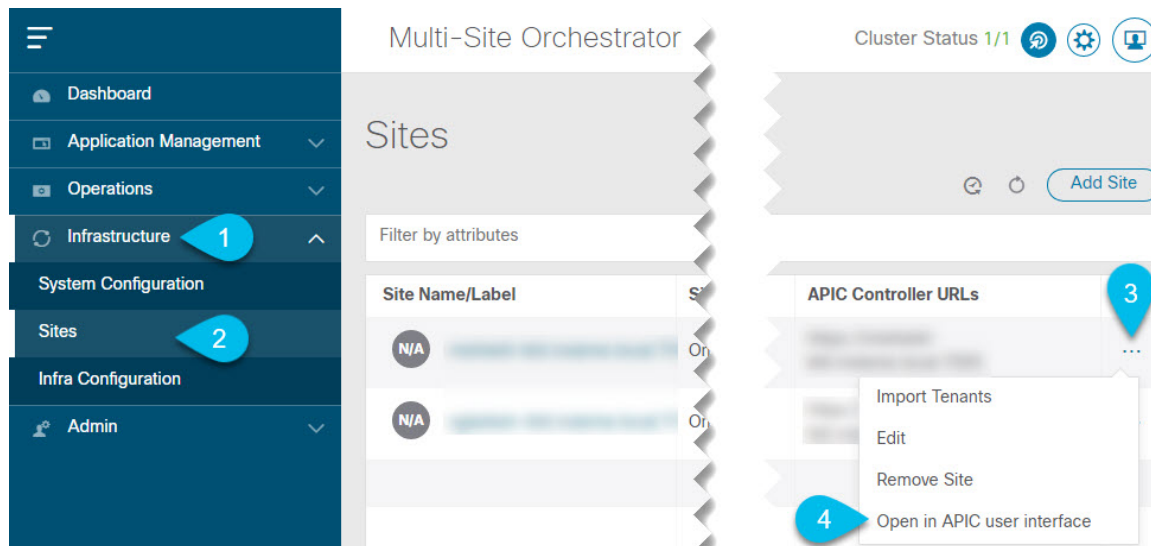 Multi-Site Orchestrator
Cluster Status 1/1
Dashboard
Application Management
Operations
Infrastructure
1
System Configuration
Sites
2
Infra Configuration
Admin
Sites
Add Site
Filter by attributes
Site Name/Label
APIC Controller URLs
3
N/A
...
N/A
Import Tenants
Edit
Remove Site
4
Open in APIC user interface